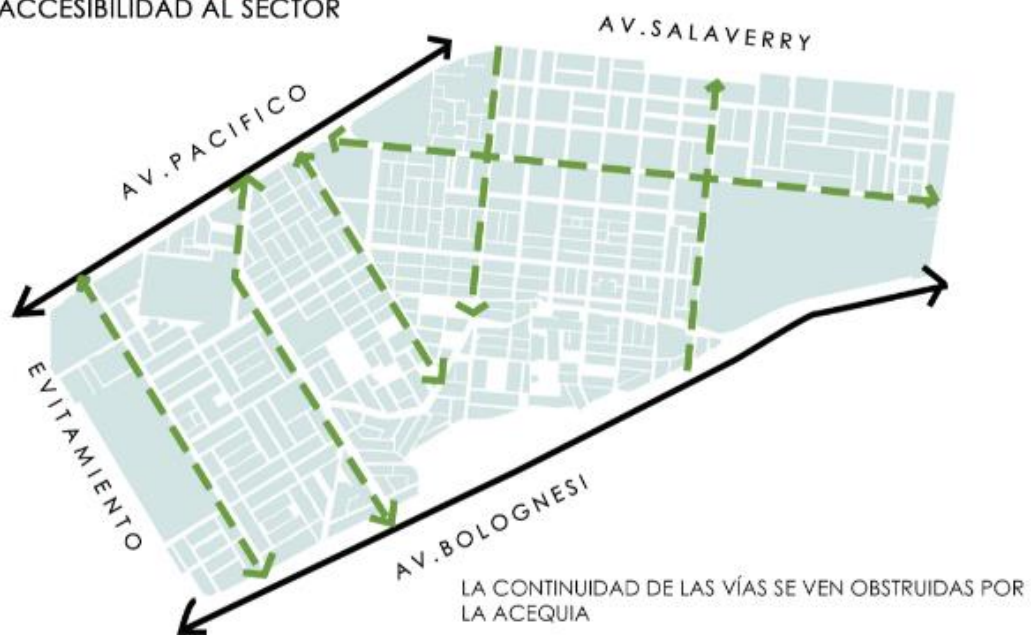 ACCESIBILIDAD AL SECTOR
AV.SALAVERRY
AV.PACIFICO
EVITAMIENTO
AV.BOLOGNESI
LA CONTINUIDAD DE LAS VÍAS SE VEN OBSTRUIDAS POR
LA ACEQUIA